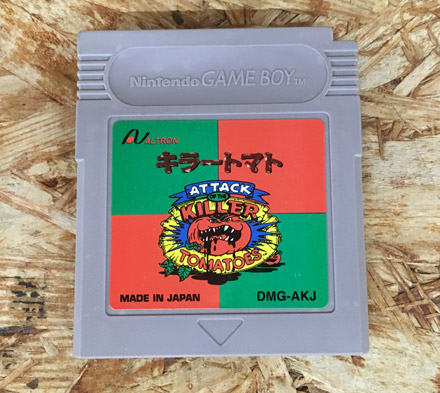 Nintendo GAME BOY TM
ALTRON
キラートマト
ATTACK
OF THE
KILLER
TOMATOES
MADE IN JAPAN
DMG-AKJ